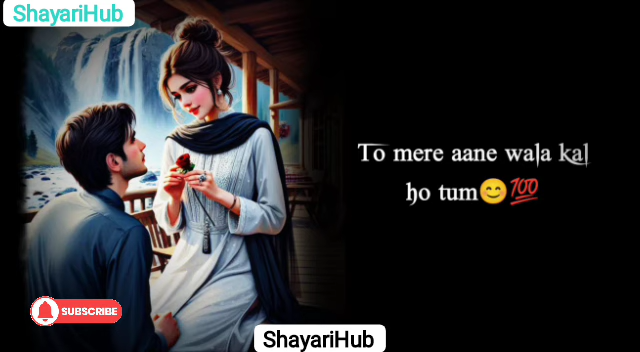 ShayariHub
To mere aane wala kal
ho tum😊💯
SUBSCRIBE
ShayariHub